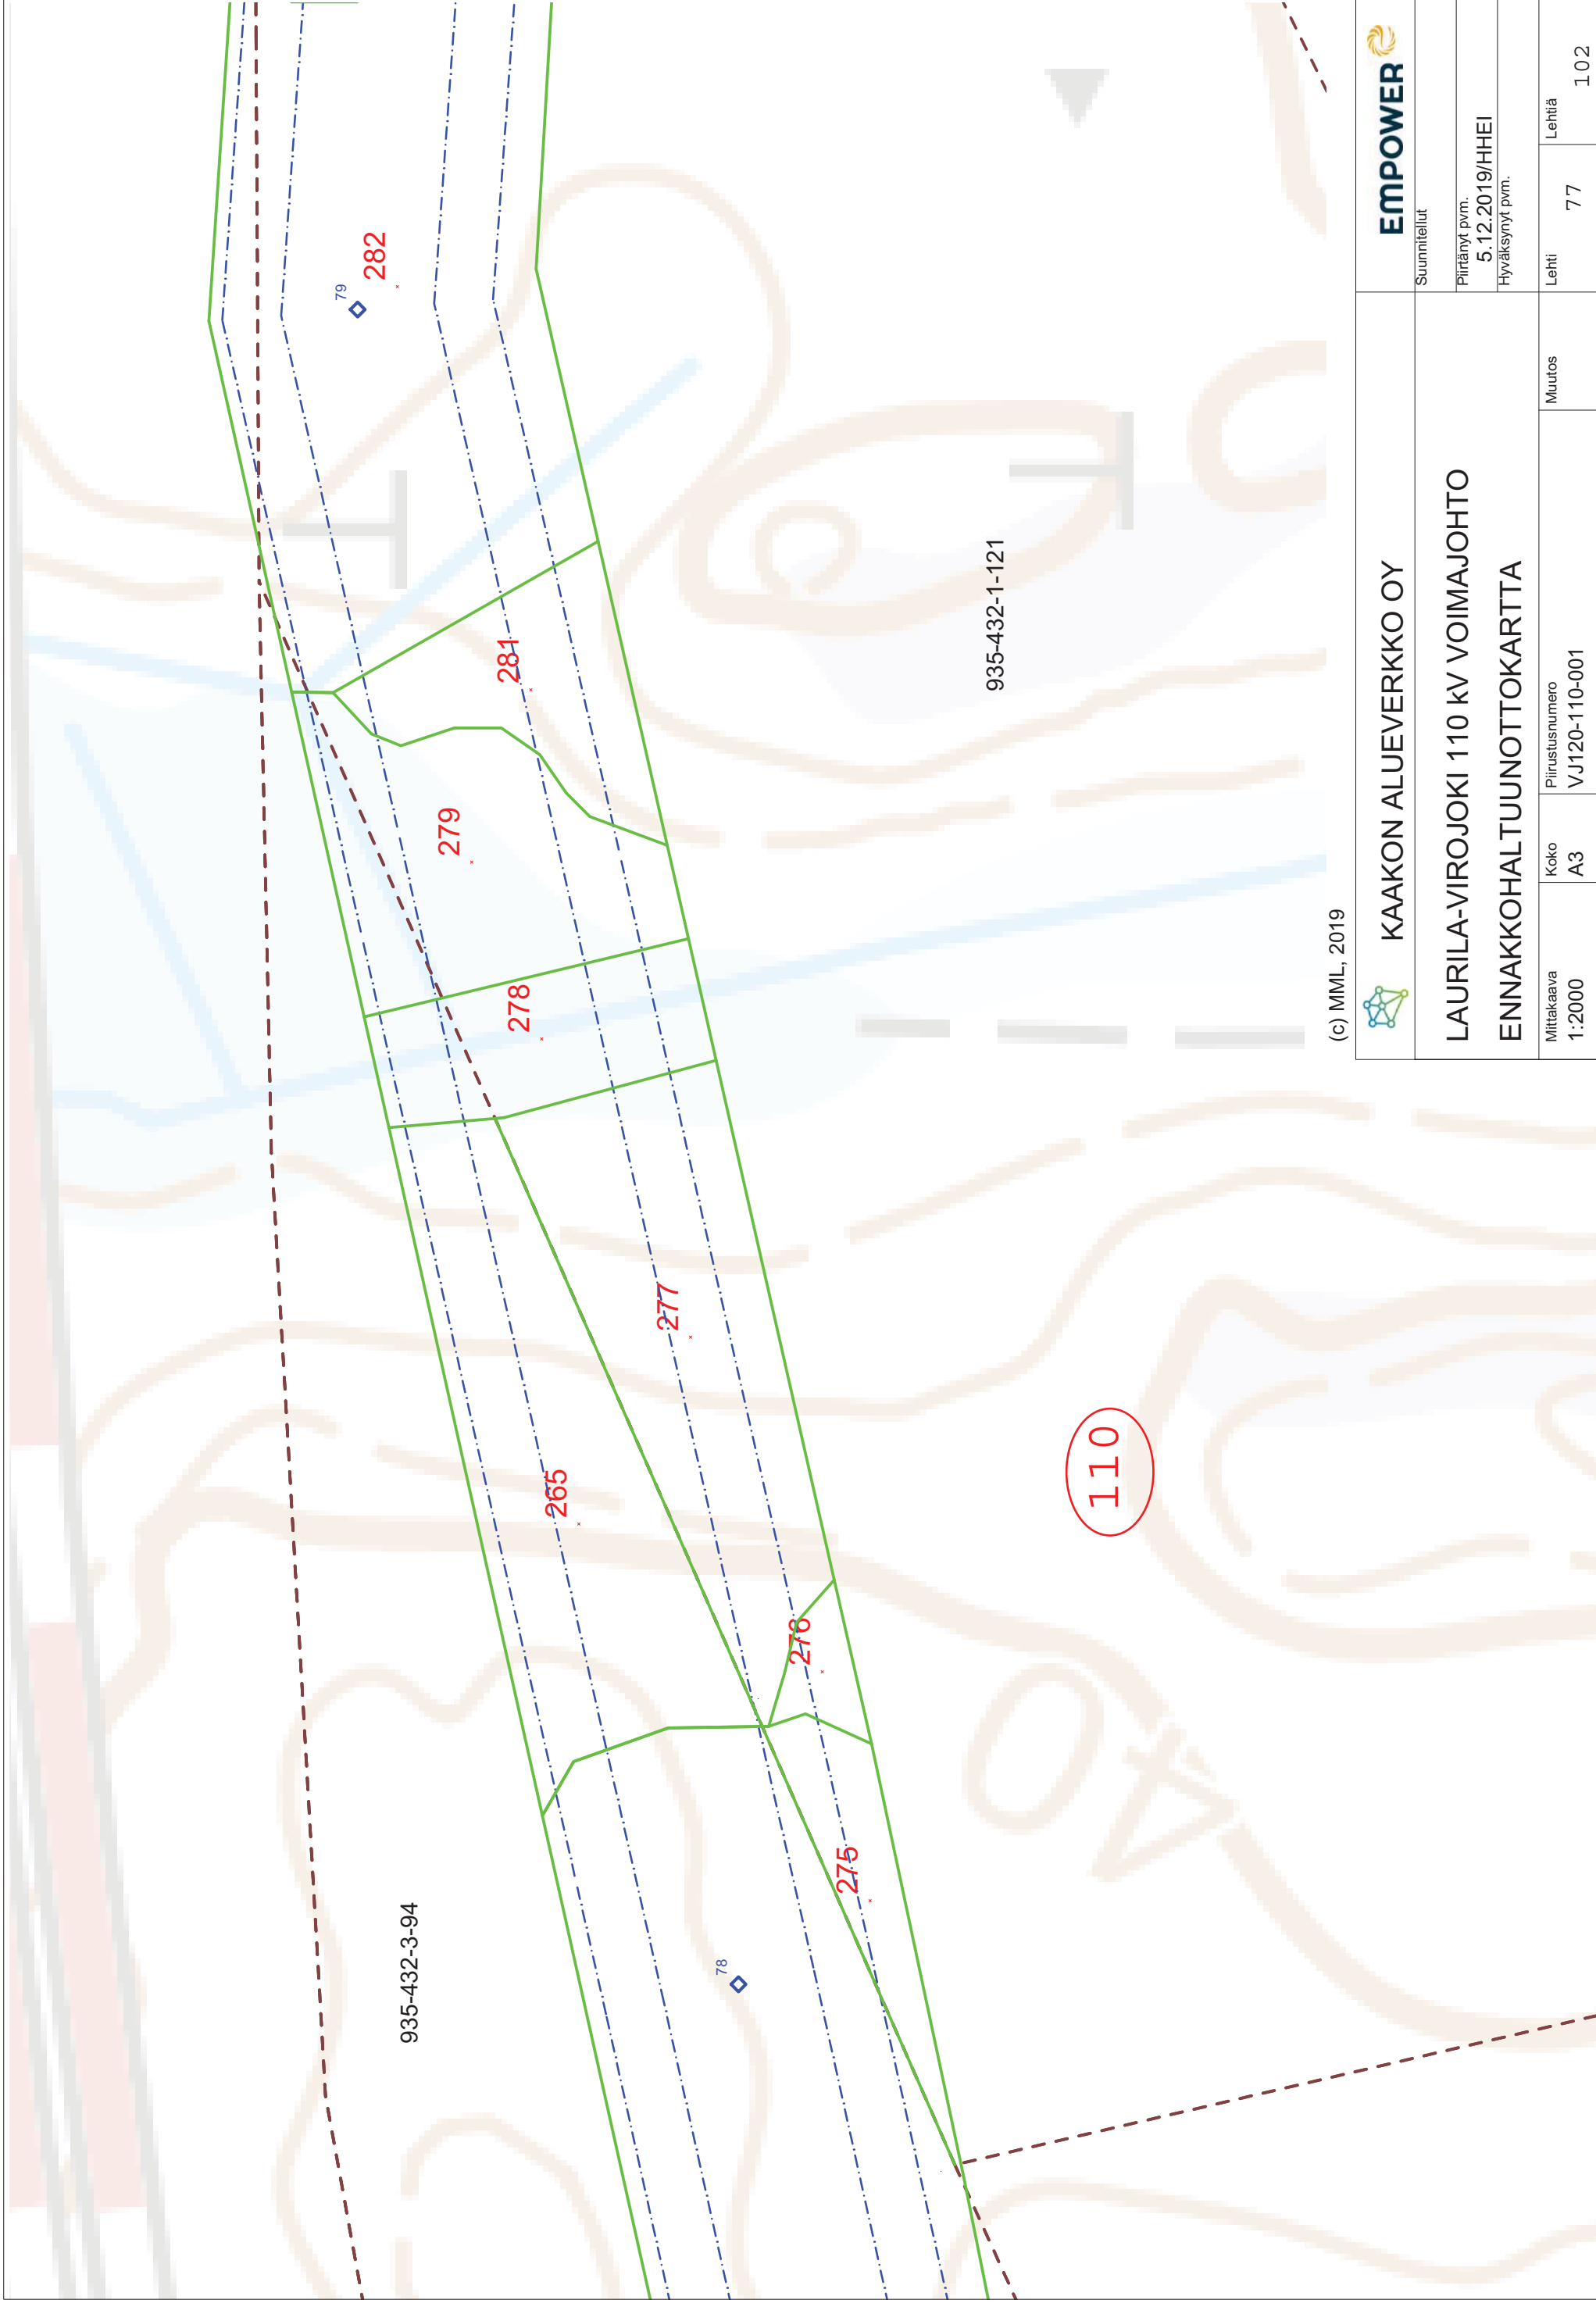 935-432-3-94
78
275
276
265
277
110
278
279
281
935-432-1-121
79
282
40
(c) MML, 2019
KAAKON ALUEVERKKO OY
EMPOWER
LAURILA-VIROJOKI 110 kV VOIMAJOHTO
ENNAKKOHALTUUNOTTOKARTTA
Suunnitellut
Piirtänyt pvm.
5.12.2019/HHEI
Hyväksynyt pvm.
Mittakaava
1:2000
Koko
A3
Piirustusnumero
VJ120-110-001
Muutos
Lehti
77
Lehtiä
102